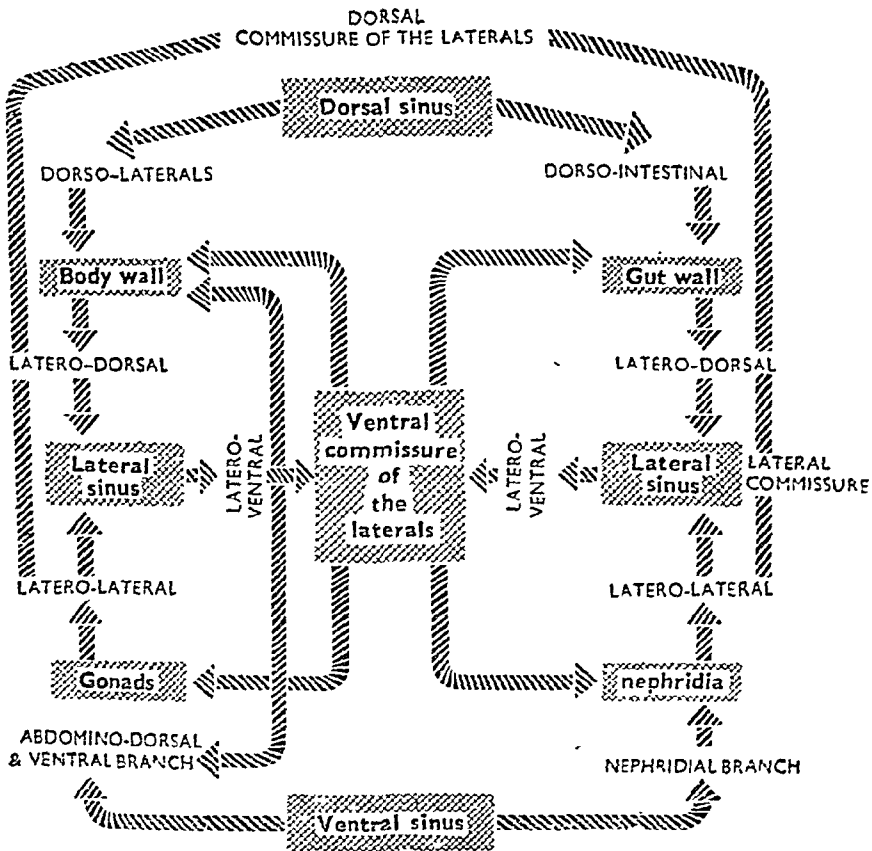 DORSAL
COMMISSURE OF THE LATERALS
Dorsal sinus
DORSO-LATERALS
DORSO-INTESTINAL
Body wall
Gut wall
LATERO-DORSAL
LATERO-DORSAL
Lateral
sinus
LATERO-
VENTRAL
Ventral
commissure
of
the
laterals
LATERO-
VENTRAL
Lateral
sinus
LATERAL
COMMISSURE
LATERO-LATERAL
LATERO-LATERAL
Gonads
nephridia
ABDOMINO-DORSAL
& VENTRAL BRANCH
NEPHRIDIAL BRANCH
Ventral sinus